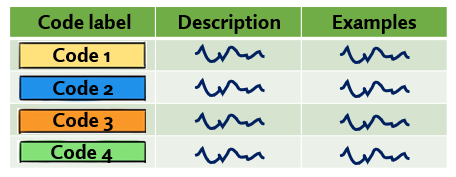 Code label Description Examples
Code 1
Code 2
Code 3
Code 4